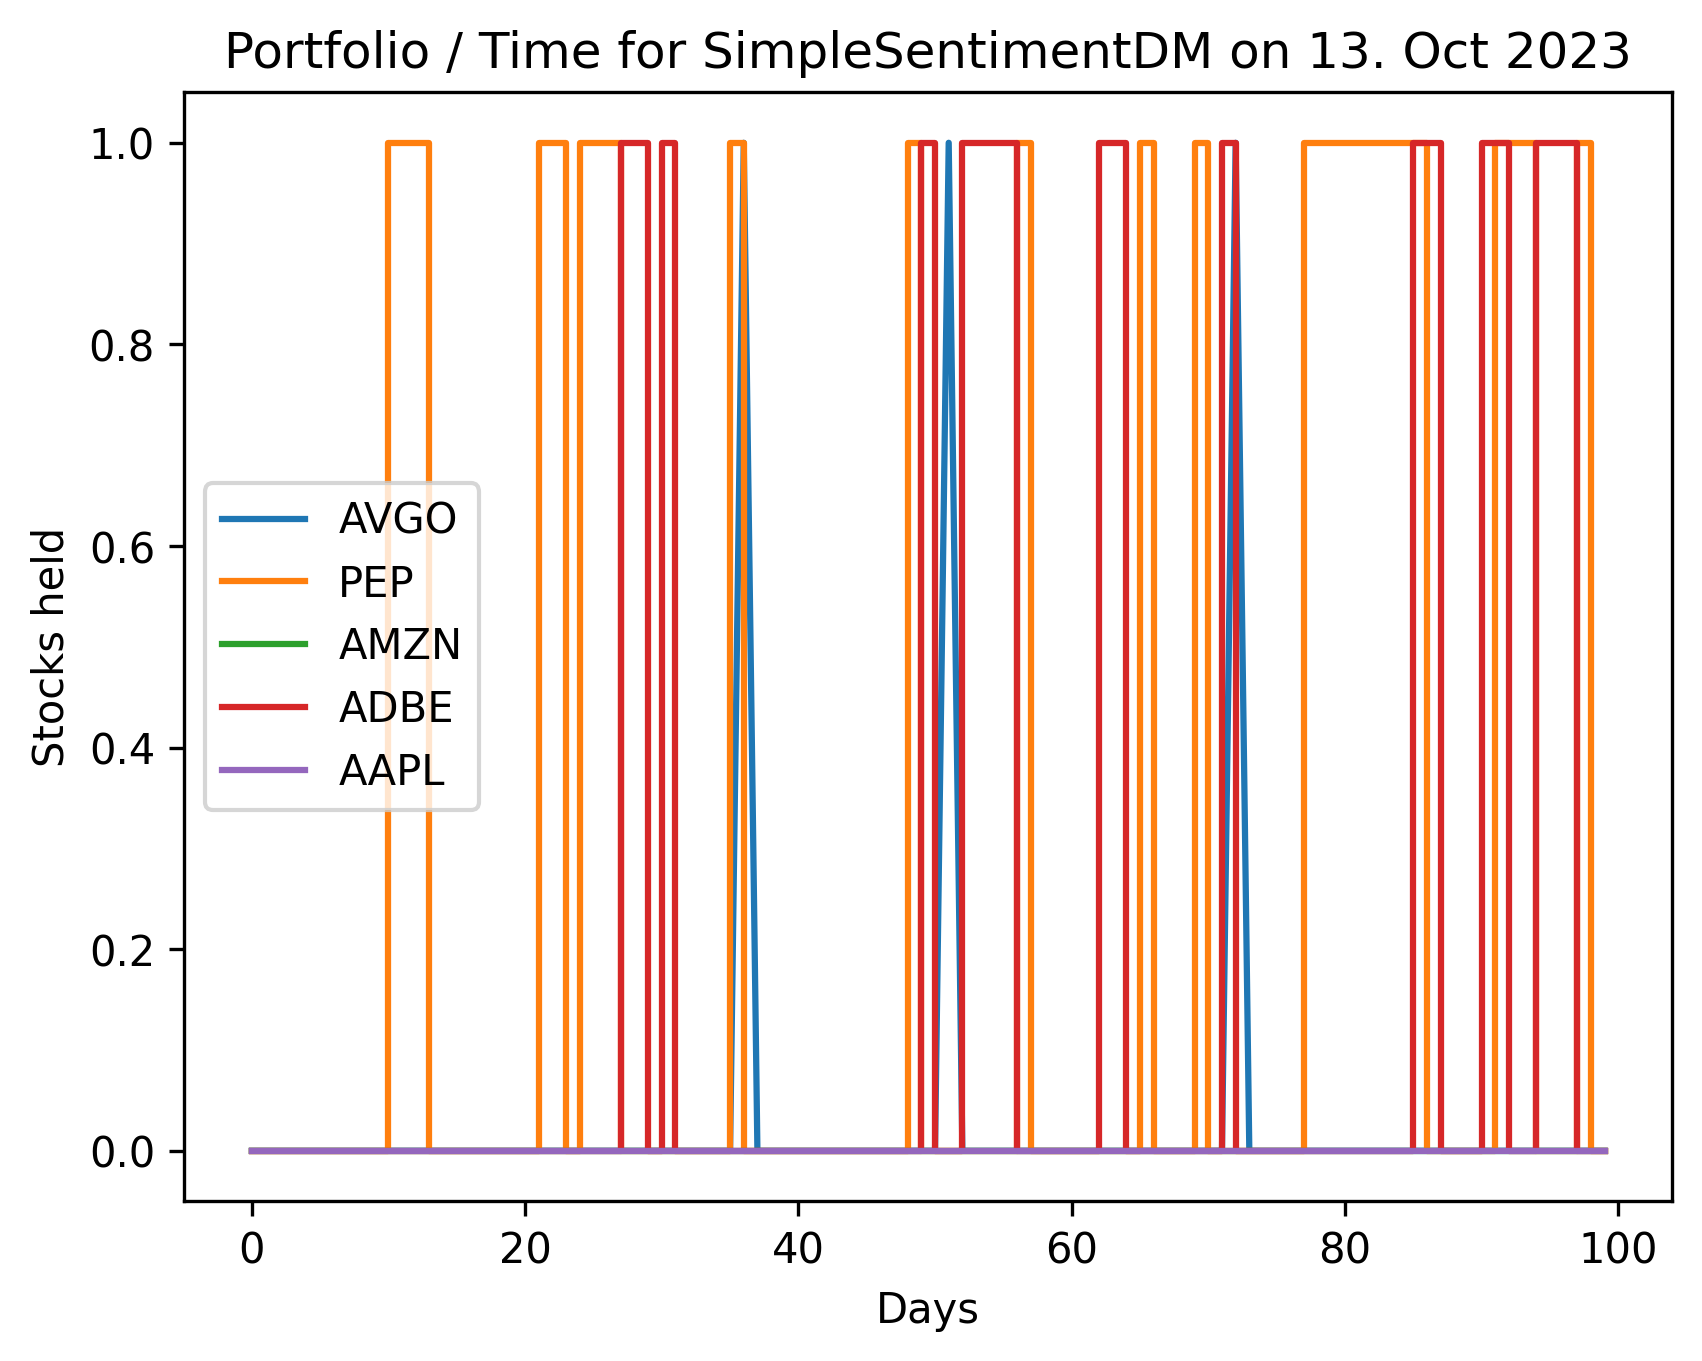 Portfolio / Time for SimpleSentimentDM on 13. Oct 2023
1.0
0.8
0.6
0.4
0.2
0.0
Stocks held
AVGO
PEP
AMZN
ADBE
AAPL
0 20 40 60 80 100
Days